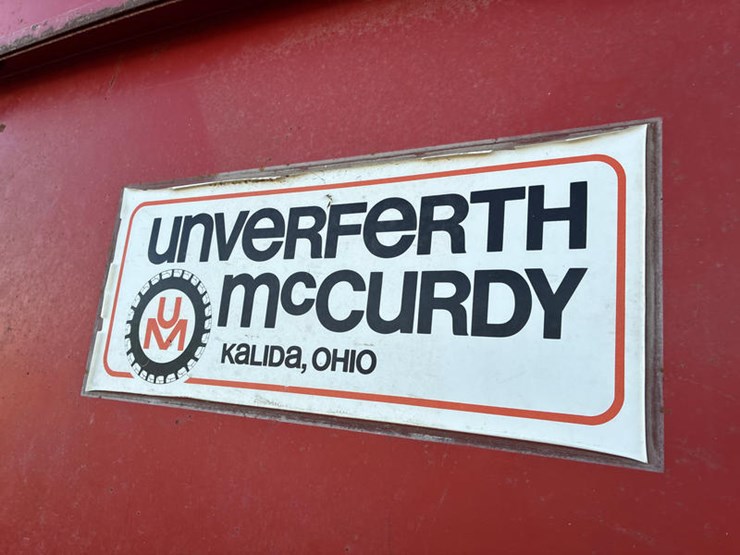 unverferth
mcCURDY
UM
Kalida, OHIO